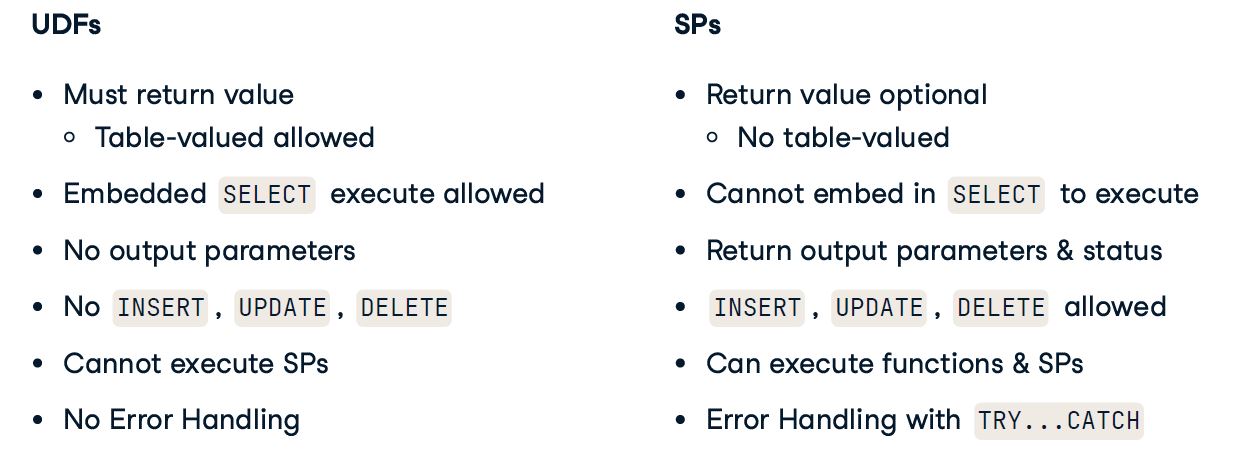 UDFs
• Must return value
◦ Table-valued allowed
• Embedded SELECT execute allowed
• No output parameters
• No INSERT, UPDATE, DELETE
• Cannot execute SPs
• No Error Handling
SPs
• Return value optional
◦ No table-valued
• Cannot embed in SELECT to execute
• Return output parameters & status
• INSERT, UPDATE, DELETE allowed
• Can execute functions & SPs
• Error Handling with TRY...CATCH